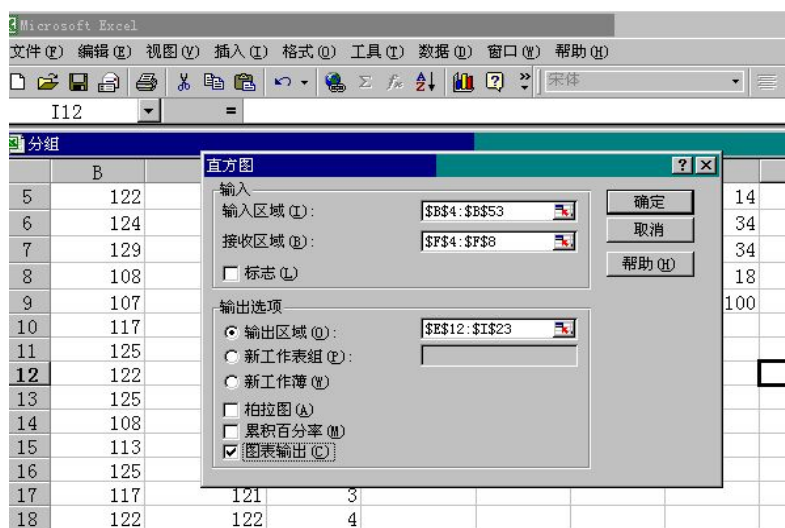 Microsoft Excel
文件(F) 编辑(E) 视图(V) 插入(I) 格式(O) 工具(T) 数据(D) 窗口(W) 帮助(H)
宋体
I12 =
分组
B
直方图
输入
输入区域(I): $B$4:$B$53
接收区域(B): $F$4:$F$8
标志(L)
确定
取消
帮助(H)
输出选项
输出区域(O): $E$12:$I$23
新工作表组(P):
新工作薄(W)
柏拉图(A)
累积百分率(M)
图表输出(C)
5 122 14
6 124 34
7 129 34
8 108 18
9 107 100
10 117
11 125
12 122
13 125
14 108
15 113
16 125
17 117 121 3
18 122 122 4